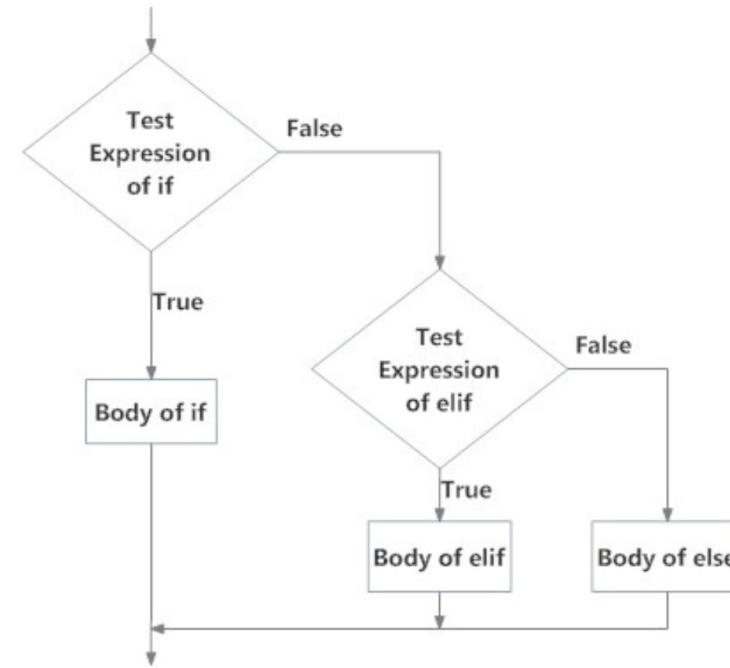 Test
Expression
of if
False
True
Body of if
Test
Expression
of elif
False
True
Body of elif
Body of else